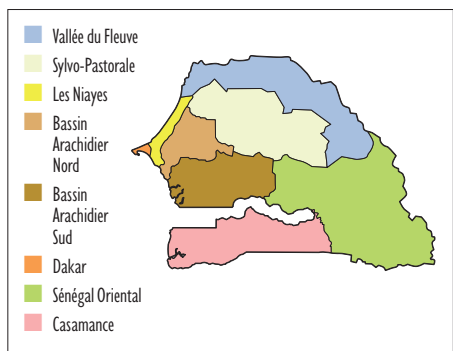 Vallée du Fleuve
Sylvo-Pastorale
Les Niayes
Bassin
Arachidier
Nord
Bassin
Arachidier
Sud
Dakar
Sénégal Oriental
Casamance